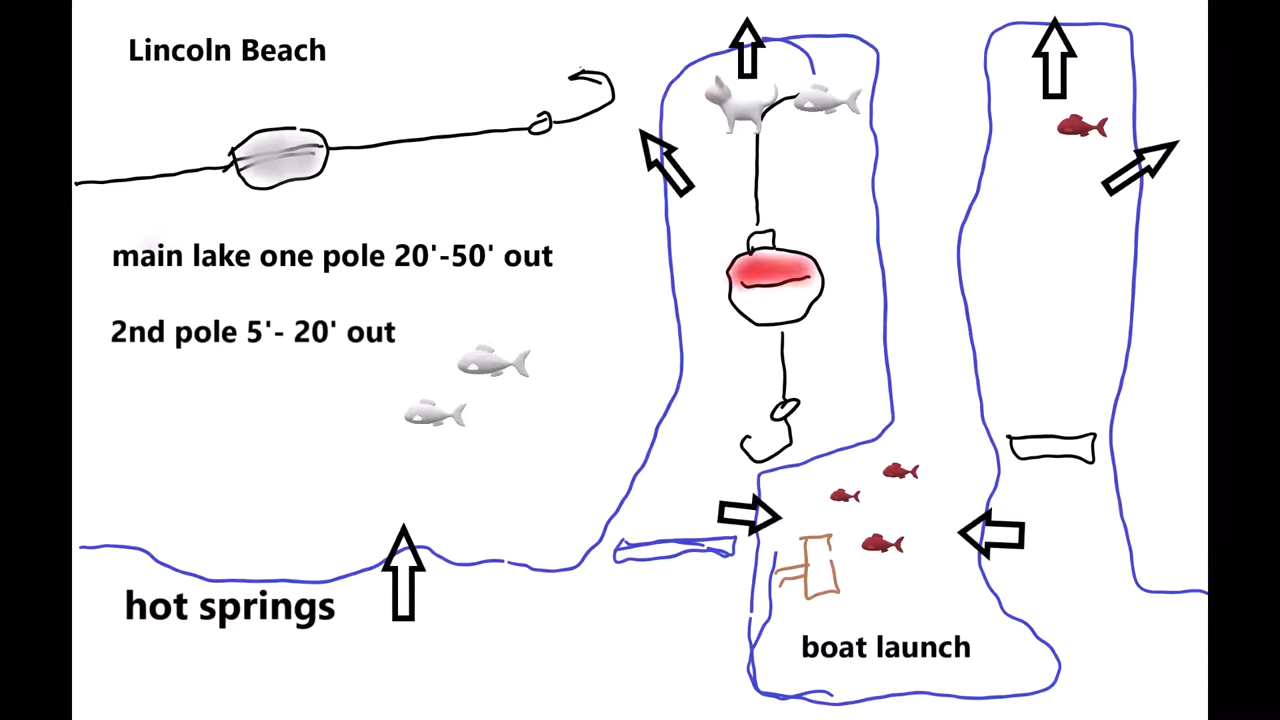 Lincoln Beach
main lake one pole 20'-50' out
2nd pole 5'- 20' out
hot springs
boat launch